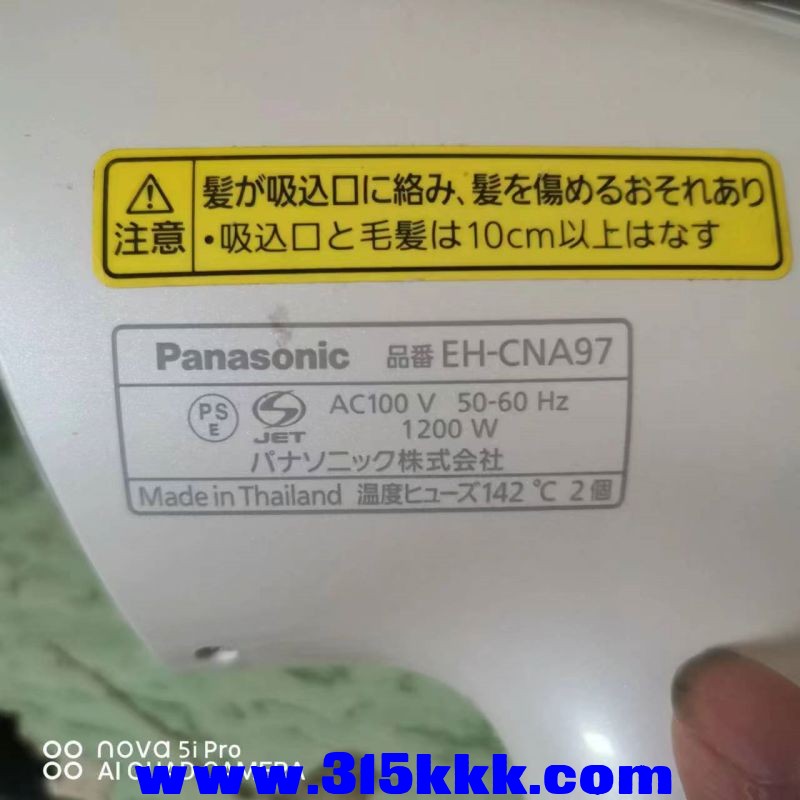 注意
髪が吸込口に絡み、髪を傷めるおそれあり
・吸込口と毛髪は10cm以上はなす
Panasonic 品番 EH-CNA97
PS
E
JET
AC100 V 50-60 Hz
1200 W
パナソニック株式会社
Made in Thailand 温度ヒューズ142 ℃ 2個
nova 5i Pro
AI QUAD CAMERA
www.315kkk.com